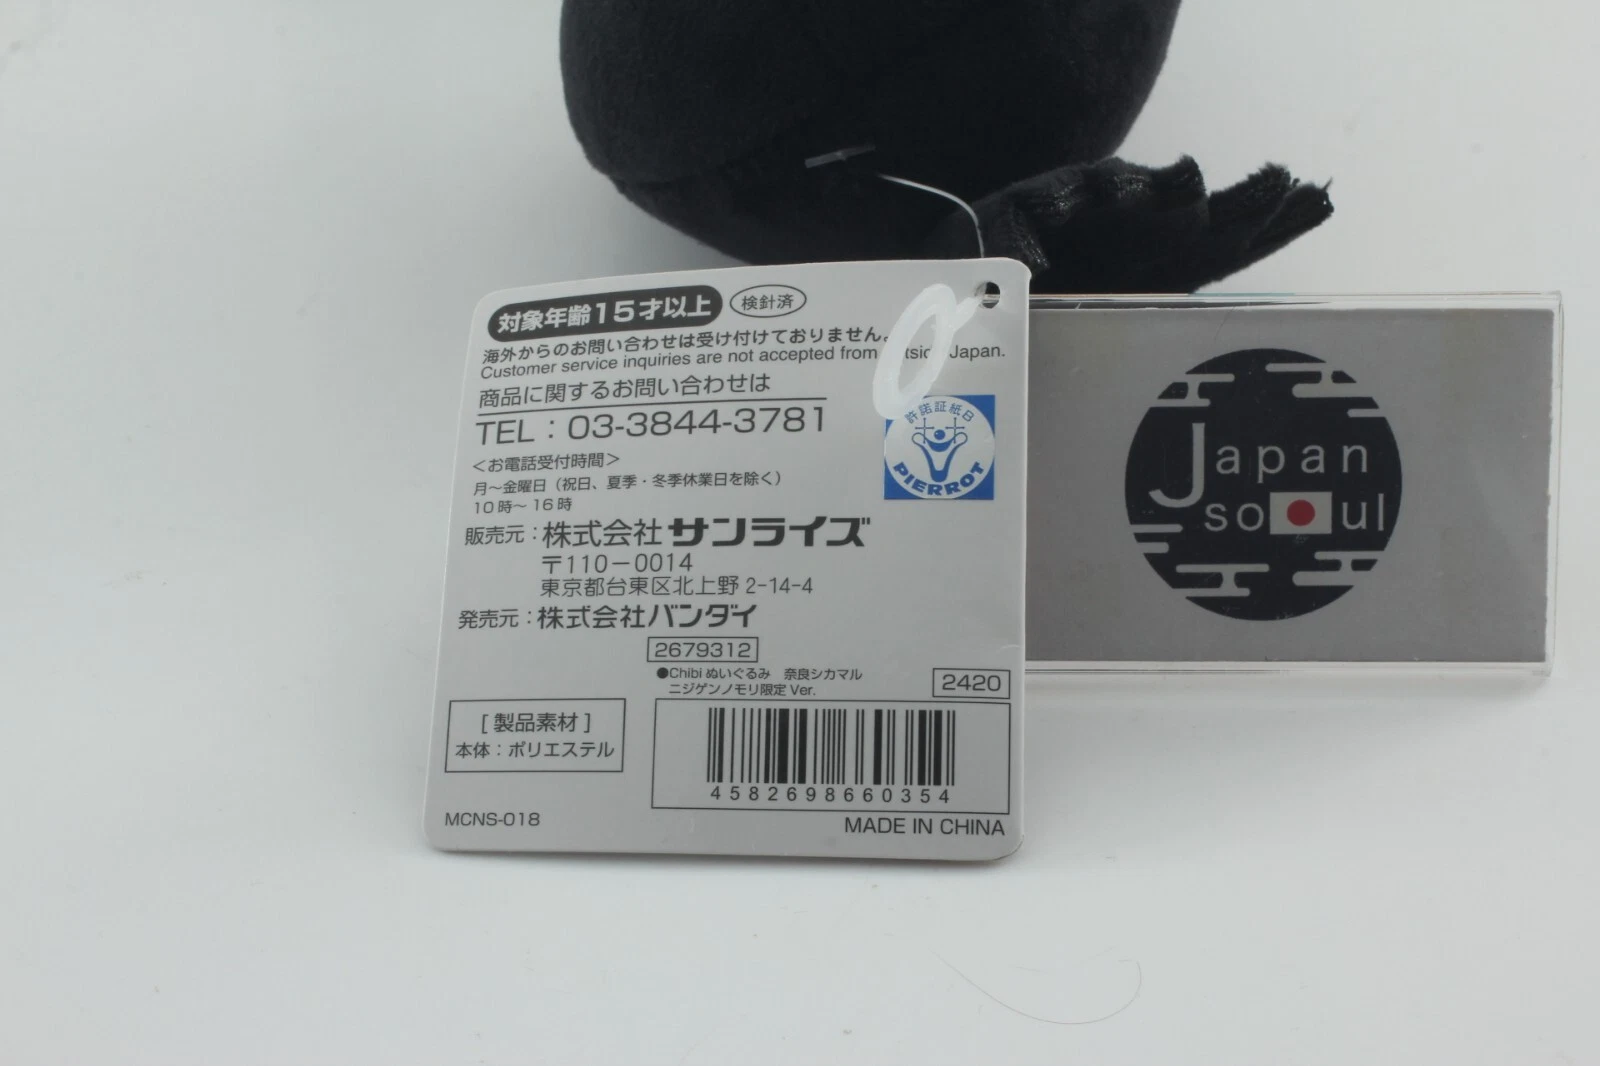 対象年齢15才以上 検針済
海外からのお問い合わせは受け付けておりません。
Customer service inquiries are not accepted from outside Japan.
商品に関するお問い合わせは
TEL：03-3844-3781
＜お電話受付時間＞
月～金曜日（祝日、夏季・冬季休業日を除く）
10時～16時
販売元：株式会社サンライズ
〒110-0014
東京都台東区北上野2-14-4
発売元：株式会社バンダイ
2679312
●Chibiぬいぐるみ 奈良シカマル
ニジゲンノモリ限定Ver.
2420
[製品素材]
本体：ポリエステル
4582698660354
MCNS-018
MADE IN CHINA
許諾証紙B
PIERROT
Japan
soul